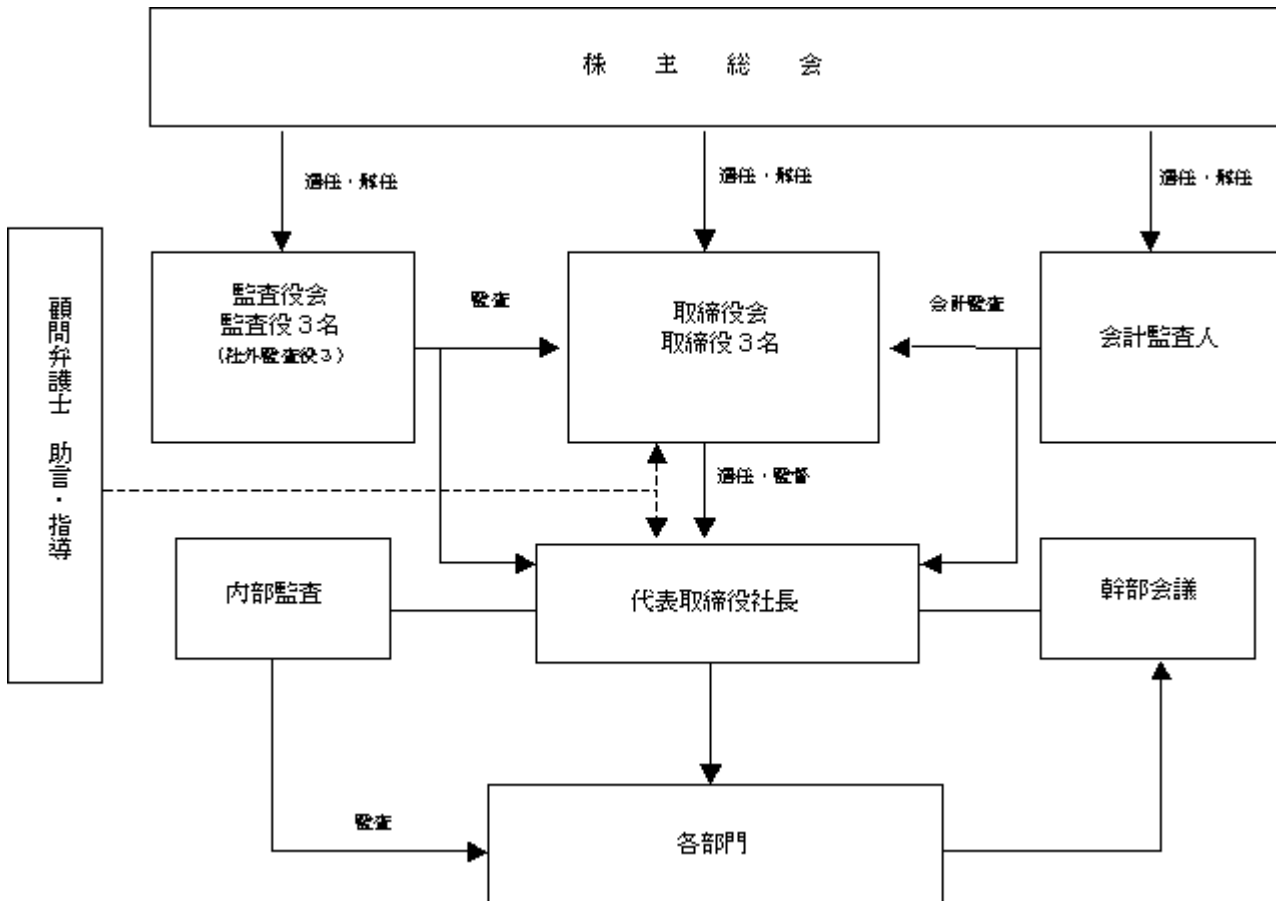 株　主　総　会
選任・解任
選任・解任
選任・解任
顧問弁護士　助言・指導
監査役会
監査役３名
（社外監査役３）
監査
取締役会
取締役３名
会計監査
会計監査人
選任・監督
内部監査
代表取締役社長
幹部会議
監査
各部門